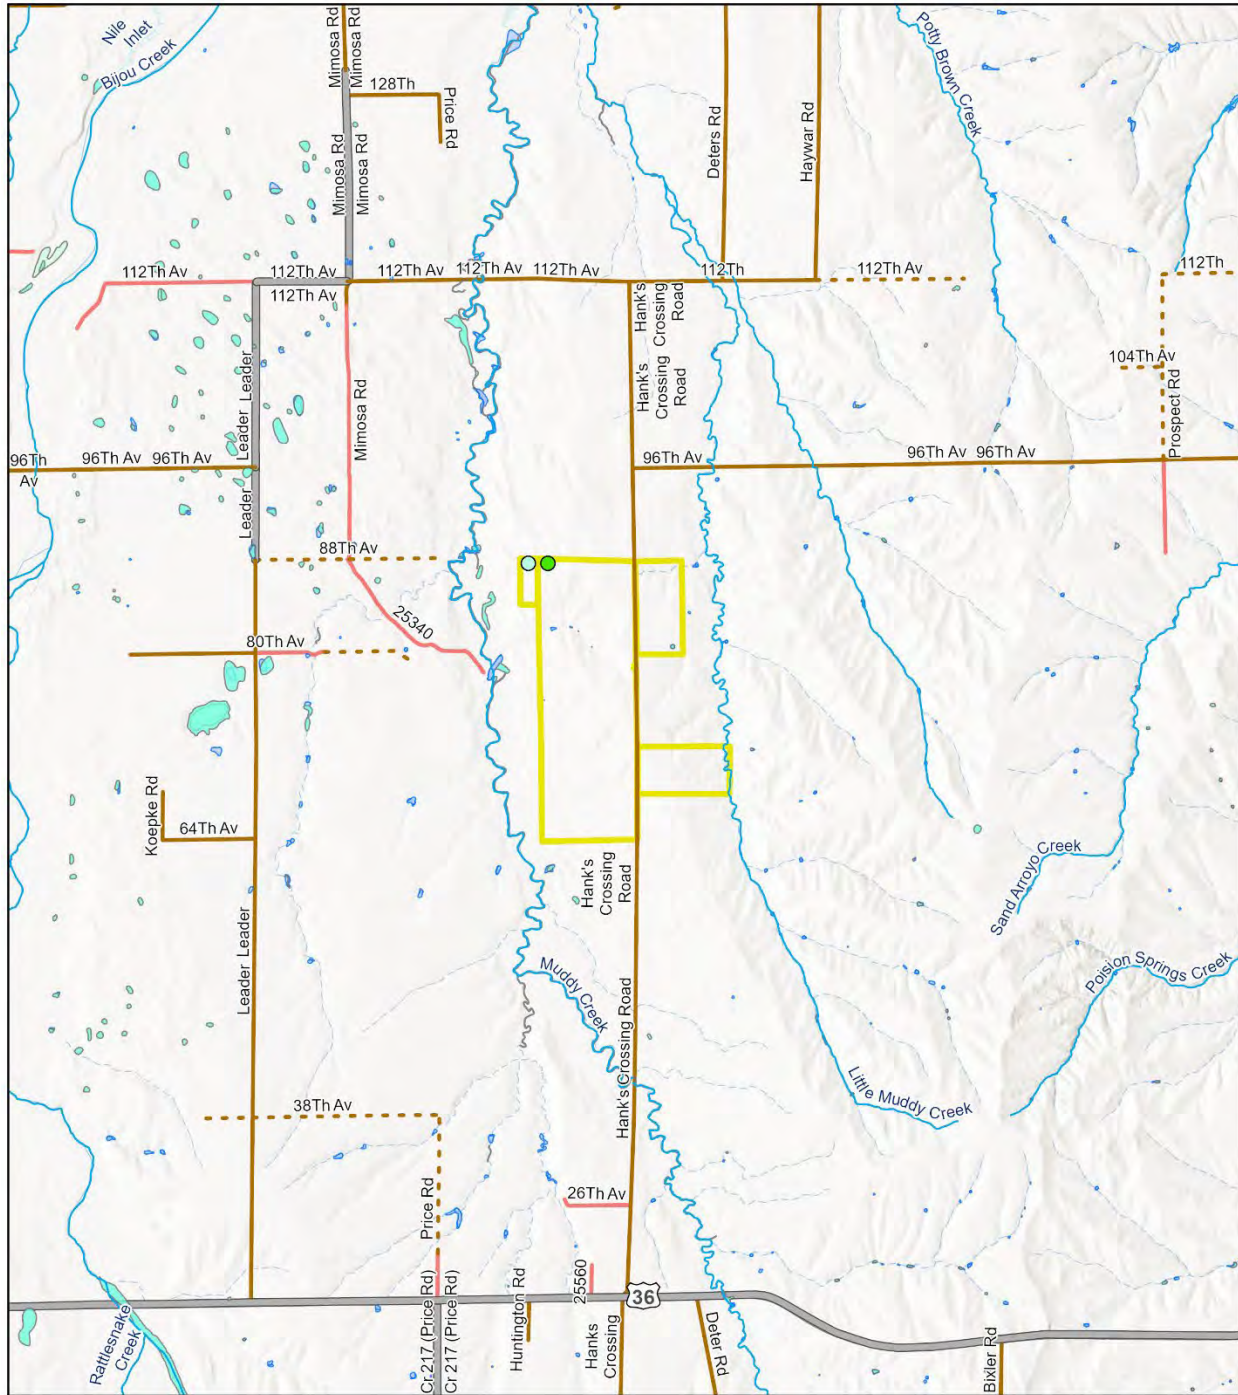 Nile
Inlet
Bijou Creek
Mimosa Rd
Mimosa Rd
128Th
Price Rd
Mimosa Rd
Mimosa Rd
Deters Rd
Haywar Rd
Potty Brown Creek
112Th Av
112Th Av
112Th Av
112Th Av
112Th Av
112Th Av
112Th
112Th Av
112Th
Hank's
Crossing
Road
Hank's
Crossing
Road
Leader
Leader
Leader
Mimosa Rd
104Th Av
Prospect Rd
96Th
Av
96Th Av
96Th Av
96Th Av
96Th Av
96Th Av
Leader
88Th Av
25340
80Th Av
Koepke Rd
64Th Av
Hank's
Crossing
Road
Sand Arroyo Creek
Leader
Leader
Muddy Creek
Hank's Crossing Road
Poision Springs Creek
Little Muddy Creek
38Th Av
Price Rd
26Th Av
25560
36
Rattlesnake
Creek
Cr 217 (Price Rd)
Cr 217 (Price Rd)
Huntington Rd
Hanks
Crossing
Deter Rd
Bixler Rd